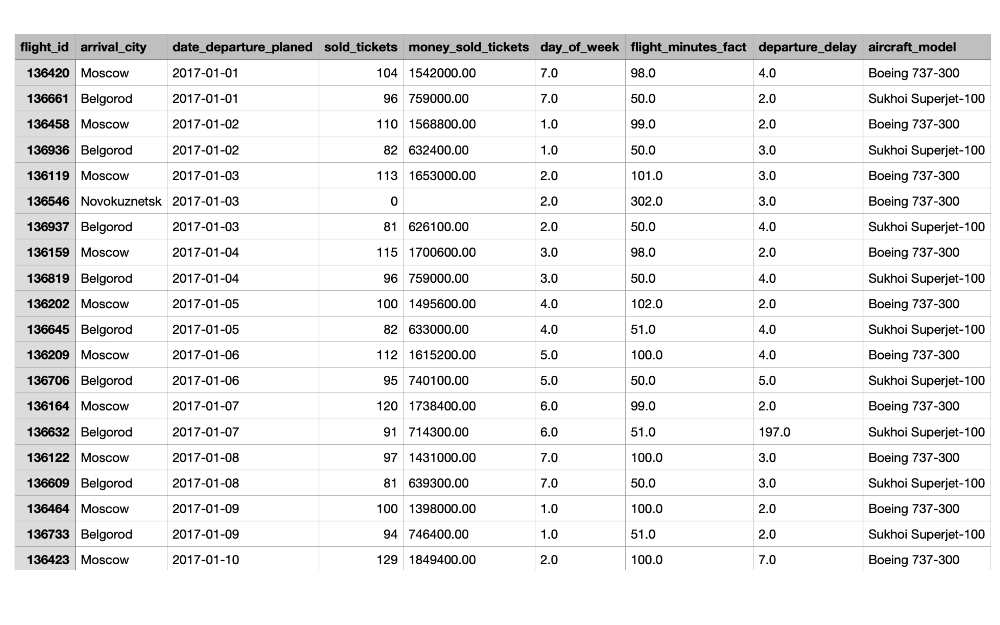 flight_id arrival_city date_departure_planed sold_tickets money_sold_tickets day_of_week flight_minutes_fact departure_delay aircraft_model
136420 Moscow 2017-01-01 104 1542000.00 7.0 98.0 4.0 Boeing 737-300
136661 Belgorod 2017-01-01 96 759000.00 7.0 50.0 2.0 Sukhoi Superjet-100
136458 Moscow 2017-01-02 110 1568800.00 1.0 99.0 2.0 Boeing 737-300
136936 Belgorod 2017-01-02 82 632400.00 1.0 50.0 3.0 Sukhoi Superjet-100
136119 Moscow 2017-01-03 113 1653000.00 2.0 101.0 3.0 Boeing 737-300
136546 Novokuznetsk 2017-01-03 0 2.0 302.0 3.0 Boeing 737-300
136937 Belgorod 2017-01-03 81 626100.00 2.0 50.0 4.0 Sukhoi Superjet-100
136159 Moscow 2017-01-04 115 1700600.00 3.0 98.0 2.0 Boeing 737-300
136819 Belgorod 2017-01-04 96 759000.00 3.0 50.0 4.0 Sukhoi Superjet-100
136202 Moscow 2017-01-05 100 1495600.00 4.0 102.0 2.0 Boeing 737-300
136645 Belgorod 2017-01-05 82 633000.00 4.0 51.0 4.0 Sukhoi Superjet-100
136209 Moscow 2017-01-06 112 1615200.00 5.0 100.0 4.0 Boeing 737-300
136706 Belgorod 2017-01-06 95 740100.00 5.0 50.0 5.0 Sukhoi Superjet-100
136164 Moscow 2017-01-07 120 1738400.00 6.0 99.0 2.0 Boeing 737-300
136632 Belgorod 2017-01-07 91 714300.00 6.0 51.0 197.0 Sukhoi Superjet-100
136122 Moscow 2017-01-08 97 1431000.00 7.0 100.0 3.0 Boeing 737-300
136609 Belgorod 2017-01-08 81 639300.00 7.0 50.0 3.0 Sukhoi Superjet-100
136464 Moscow 2017-01-09 100 1398000.00 1.0 100.0 2.0 Boeing 737-300
136733 Belgorod 2017-01-09 94 746400.00 1.0 51.0 2.0 Sukhoi Superjet-100
136423 Moscow 2017-01-10 129 1849400.00 2.0 100.0 7.0 Boeing 737-300